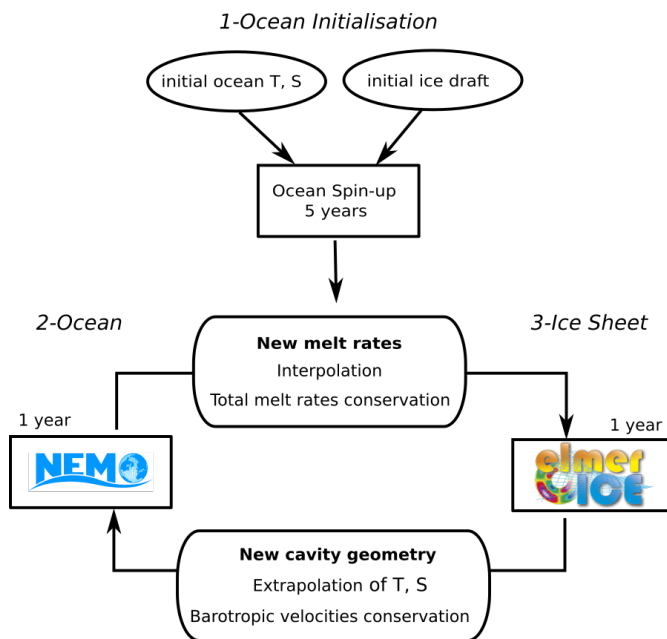 1-Ocean Initialisation
initial ocean T, S
initial ice draft
Ocean Spin-up
5 years
2-Ocean
3-Ice Sheet
New melt rates
Interpolation
Total melt rates conservation
1 year
1 year
NEMO
elmer
ICE
New cavity geometry
Extrapolation of T, S
Barotropic velocities conservation